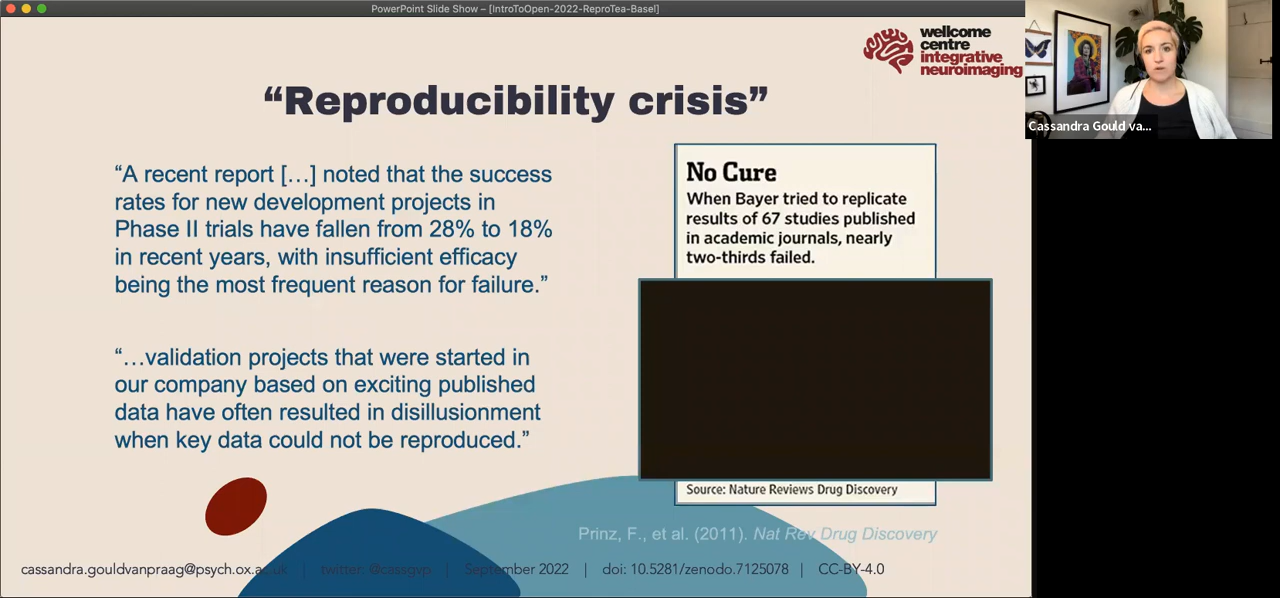 PowerPoint Slide Show – [IntroToOpen-2022-ReproTea-Basel]
wellcome
centre
integrative
neuroimaging
Cassandra Gould va...
“Reproducibility crisis”
“A recent report […] noted that the success
rates for new development projects in
Phase II trials have fallen from 28% to 18%
in recent years, with insufficient efficacy
being the most frequent reason for failure.”
“…validation projects that were started in
our company based on exciting published
data have often resulted in disillusionment
when key data could not be reproduced.”
No Cure
When Bayer tried to replicate
results of 67 studies published
in academic journals, nearly
two-thirds failed.
Source: Nature Reviews Drug Discovery
Prinz, F., et al. (2011). Nat Rev Drug Discovery
cassandra.gouldvanpraag@psych.ox.ac.uk | twitter: @cassgvp | September 2022 | doi: 10.5281/zenodo.7125078 | CC-BY-4.0